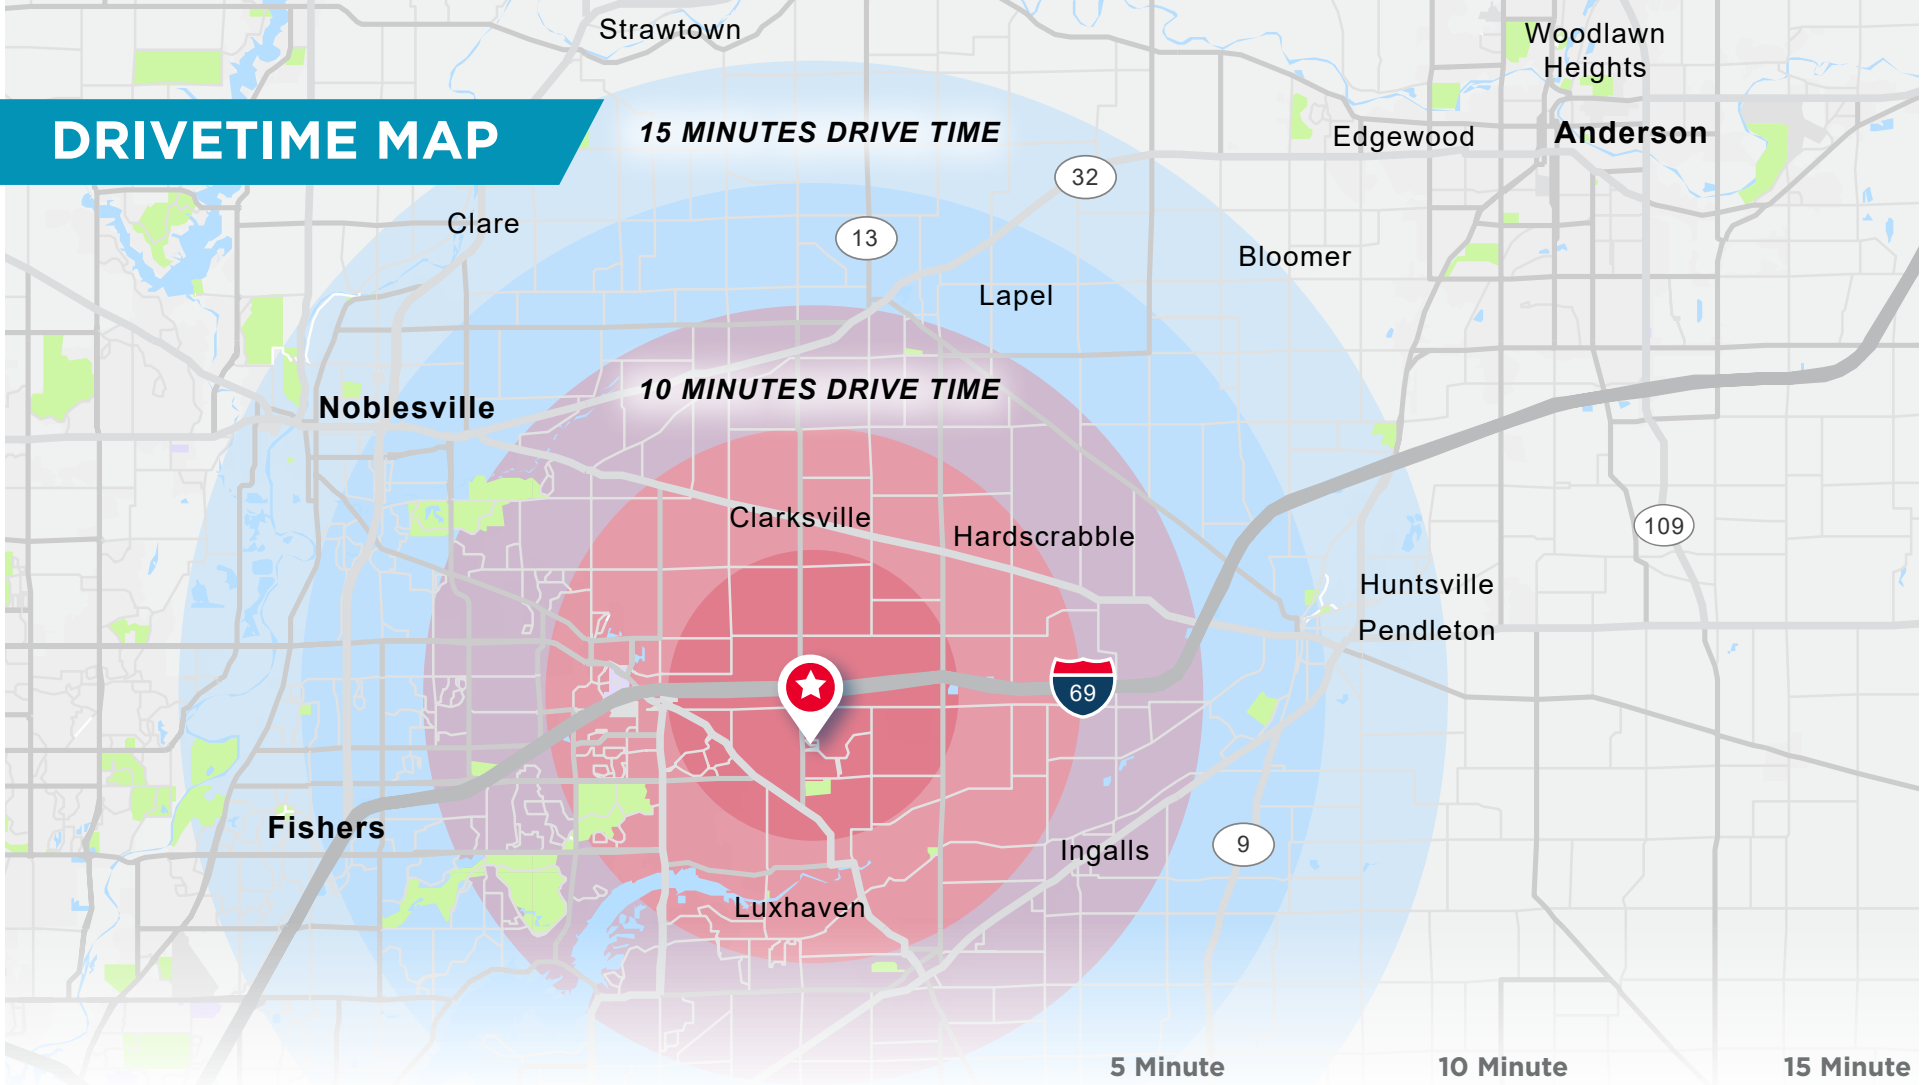 Strawtown
Woodlawn
Heights
DRIVETIME MAP
15 MINUTES DRIVE TIME
Edgewood
Anderson
32
Clare
13
Bloomer
Lapel
10 MINUTES DRIVE TIME
Noblesville
Clarksville
Hardscrabble
109
Huntsville
Pendleton
69
Fishers
Ingalls
9
Luxhaven
5 Minute
10 Minute
15 Minute